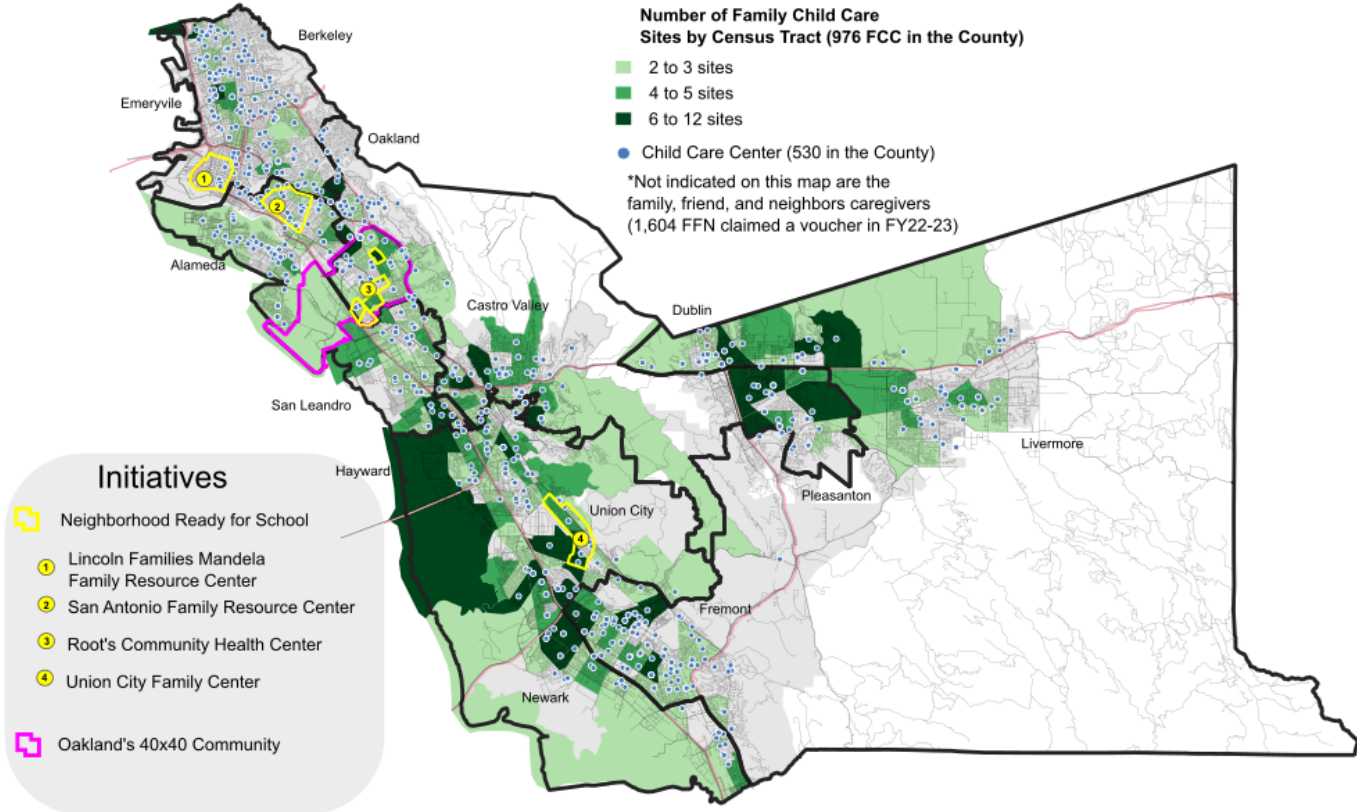 Number of Family Child Care
Sites by Census Tract (976 FCC in the County)
2 to 3 sites
4 to 5 sites
6 to 12 sites
Child Care Center (530 in the County)
*Not indicated on this map are the
family, friend, and neighbors caregivers
(1,604 FFN claimed a voucher in FY22-23)
Berkeley
Emeryville
Oakland
1
2
Alameda
3
Castro Valley
Dublin
San Leandro
Livermore
Hayward
Pleasanton
Union City
4
Fremont
Newark
Initiatives
Neighborhood Ready for School
1 Lincoln Families Mandela
Family Resource Center
2 San Antonio Family Resource Center
3 Root's Community Health Center
4 Union City Family Center
Oakland's 40x40 Community